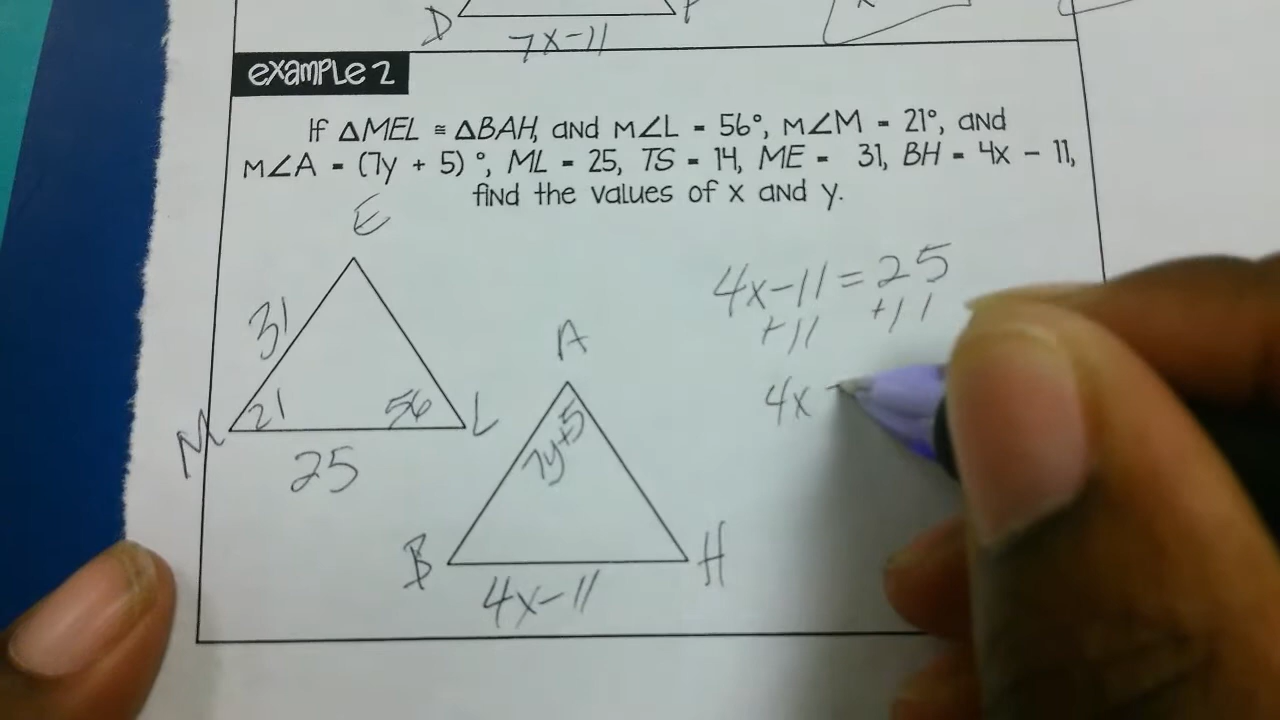 D
7x-11
example 2
If △MEL ≅ △BAH, and m∠L = 56°, m∠M = 21°, and
m∠A = (7y + 5)°, ML = 25, TS = 14, ME = 31, BH = 4x - 11,
find the values of x and y.
E
4x-11=25
+11 +11
31
A
4x
M
21
56
L
7y+5
25
B
H
4x-11